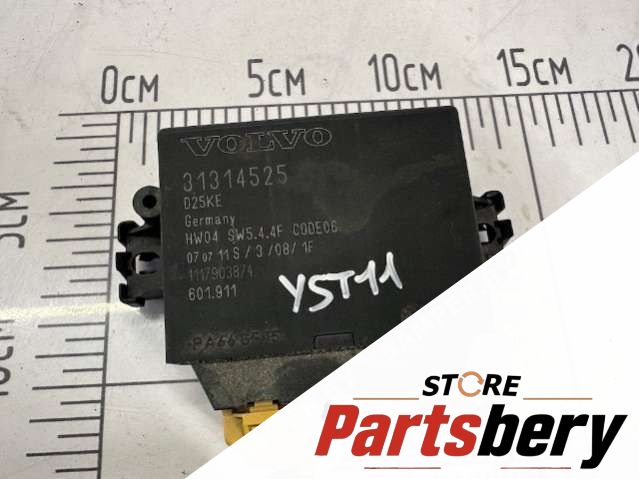 0CM 5CM 10CM 15CM
VOLVO
31314525
D25KE
Germany
HW04 SW5.4.4F CODE06
07 07 11 S / 3 /08/ 1F
1117903874
601.911
YST11
STORE
Partsbery